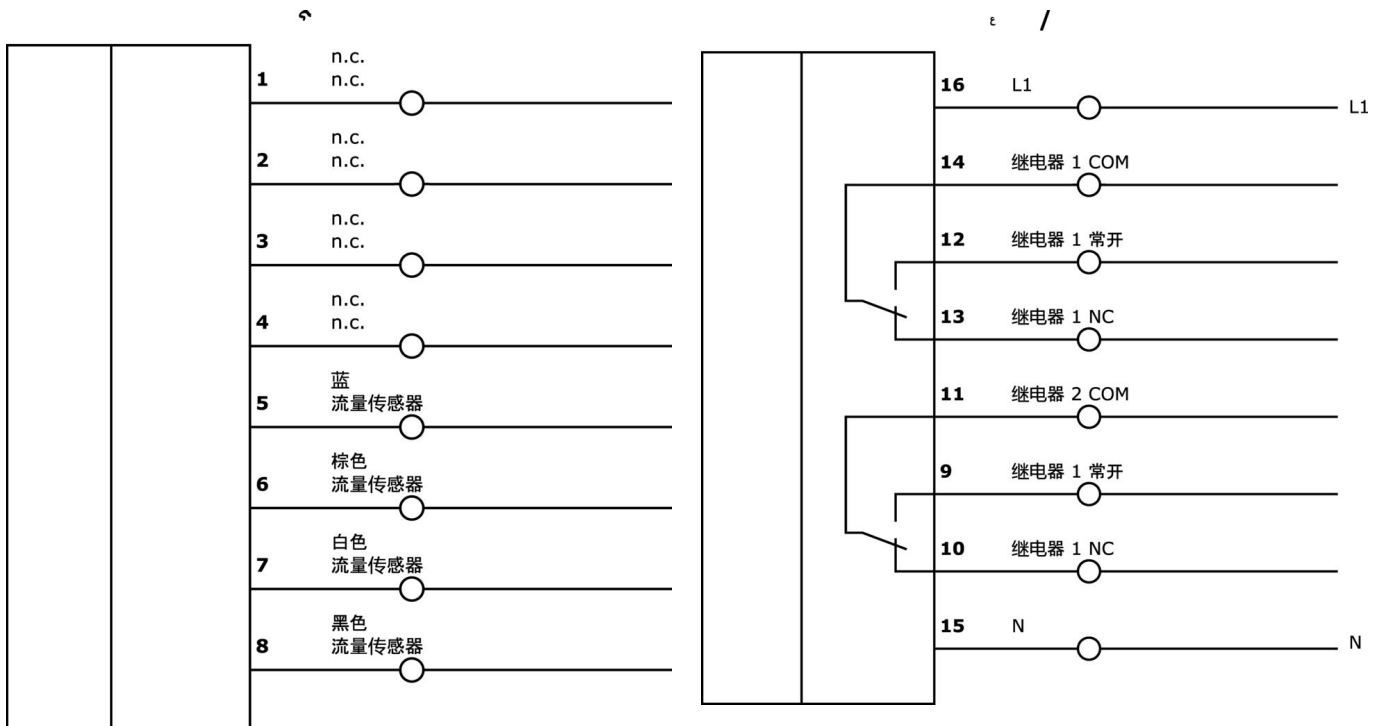 1
n.c.
n.c.
2
n.c.
n.c.
3
n.c.
n.c.
4
n.c.
n.c.
5
蓝
流量传感器
6
棕色
流量传感器
7
白色
流量传感器
8
黑色
流量传感器
/
16 L1 L1
14 继电器 1 COM
12 继电器 1 常开
13 继电器 1 NC
11 继电器 2 COM
9 继电器 1 常开
10 继电器 1 NC
15 N N